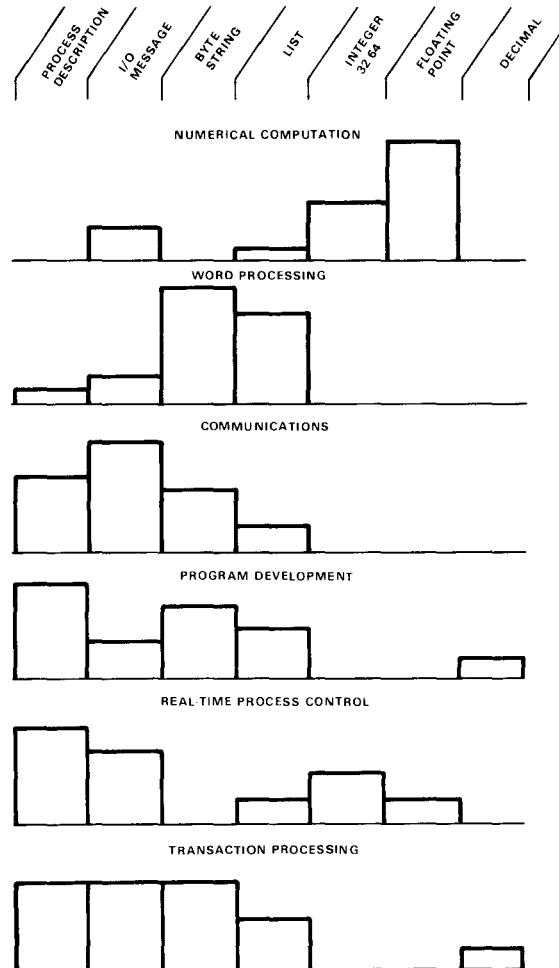 PROCESS
DESCRIPTION
I/O
MESSAGE
BYTE
STRING
LIST
INTEGER
32 64
FLOATING
POINT
DECIMAL
NUMERICAL COMPUTATION
WORD PROCESSING
COMMUNICATIONS
PROGRAM DEVELOPMENT
REAL-TIME PROCESS CONTROL
TRANSACTION PROCESSING